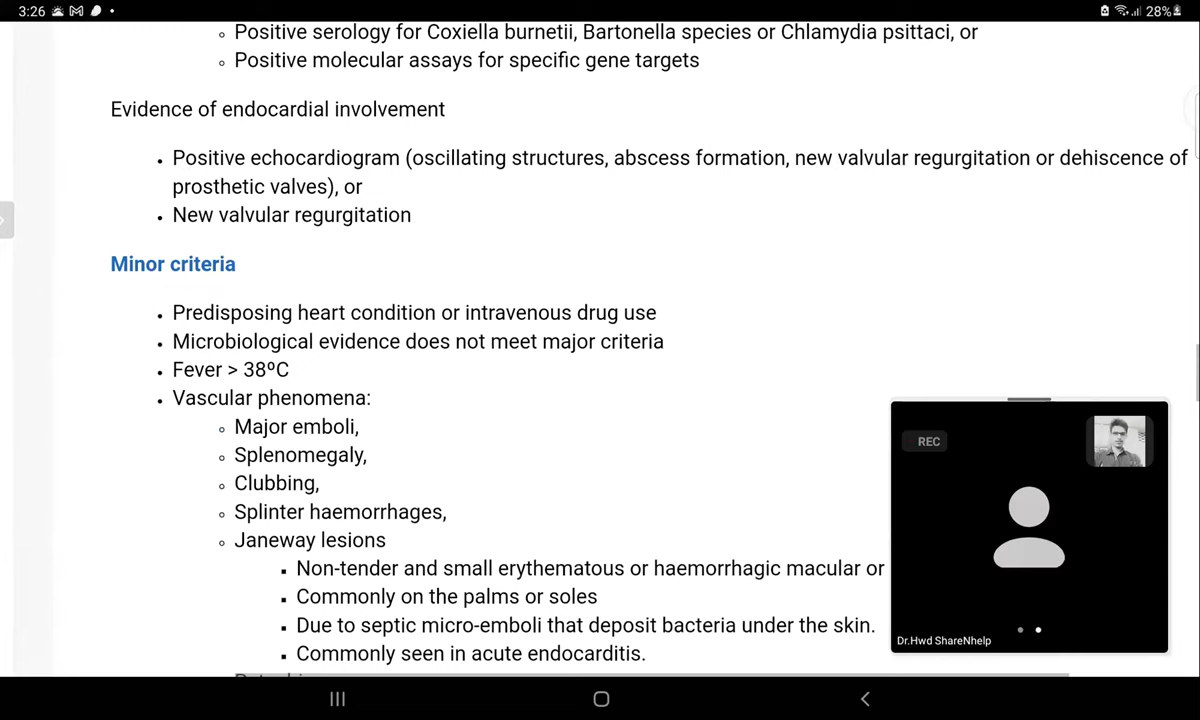 3:26
28%
Positive serology for Coxiella burnetii, Bartonella species or Chlamydia psittaci, or
Positive molecular assays for specific gene targets
Evidence of endocardial involvement
Positive echocardiogram (oscillating structures, abscess formation, new valvular regurgitation or dehiscence of
prosthetic valves), or
New valvular regurgitation
Minor criteria
Predisposing heart condition or intravenous drug use
Microbiological evidence does not meet major criteria
Fever > 38ºC
Vascular phenomena:
Major emboli,
Splenomegaly,
Clubbing,
Splinter haemorrhages,
Janeway lesions
Non-tender and small erythematous or haemorrhagic macular or
Commonly on the palms or soles
Due to septic micro-emboli that deposit bacteria under the skin.
Commonly seen in acute endocarditis.
REC
Dr.Hwd ShareNhelp